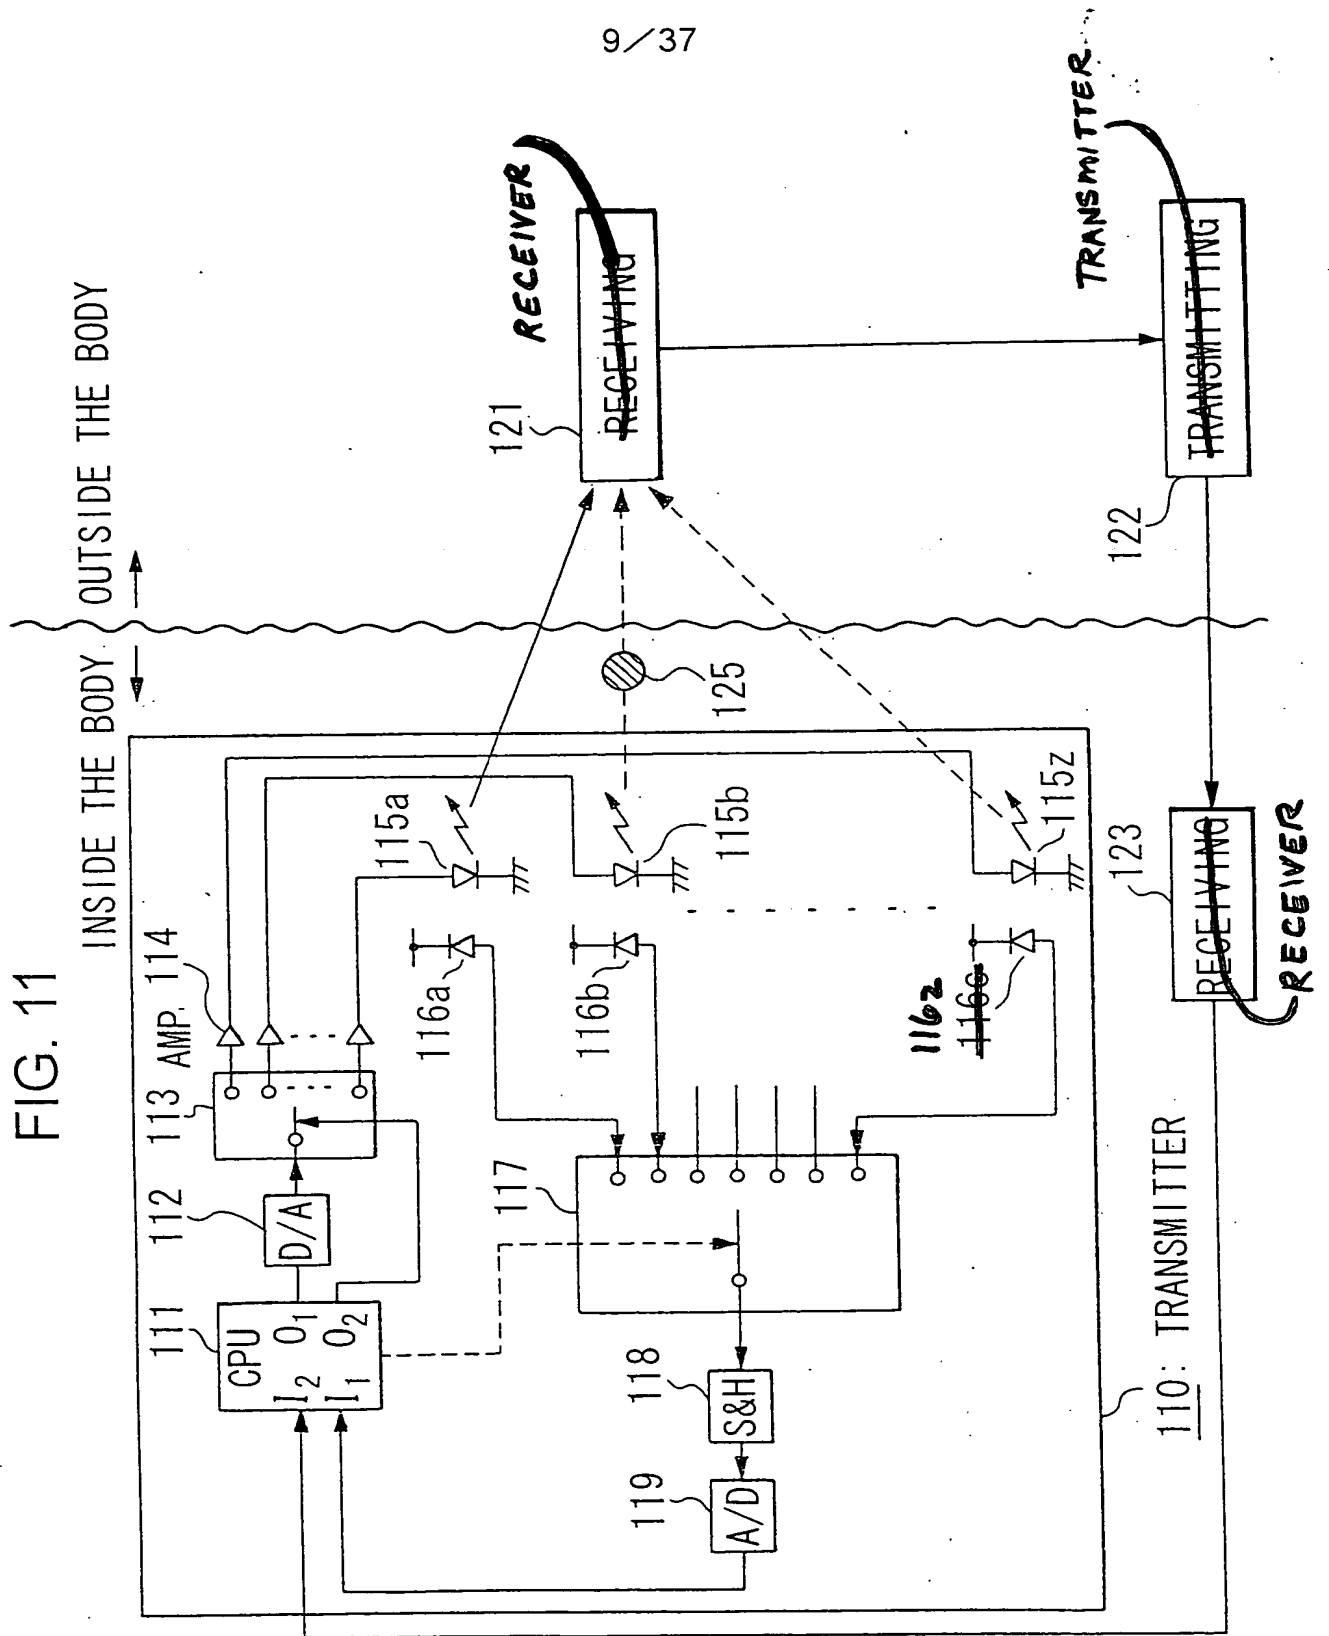 9/37
FIG. 11
INSIDE THE BODY
OUTSIDE THE BODY
111
CPU
I2
O1
I1
O2
112
D/A
113
AMP. 114
115a
116a
115b
116b
115z
116z
116c
117
118
S&H
119
A/D
125
121
RECEIVING
RECEIVER
122
TRANSMITTING
TRANSMITTER
123
RECEIVING
RECEIVER
110: TRANSMITTER